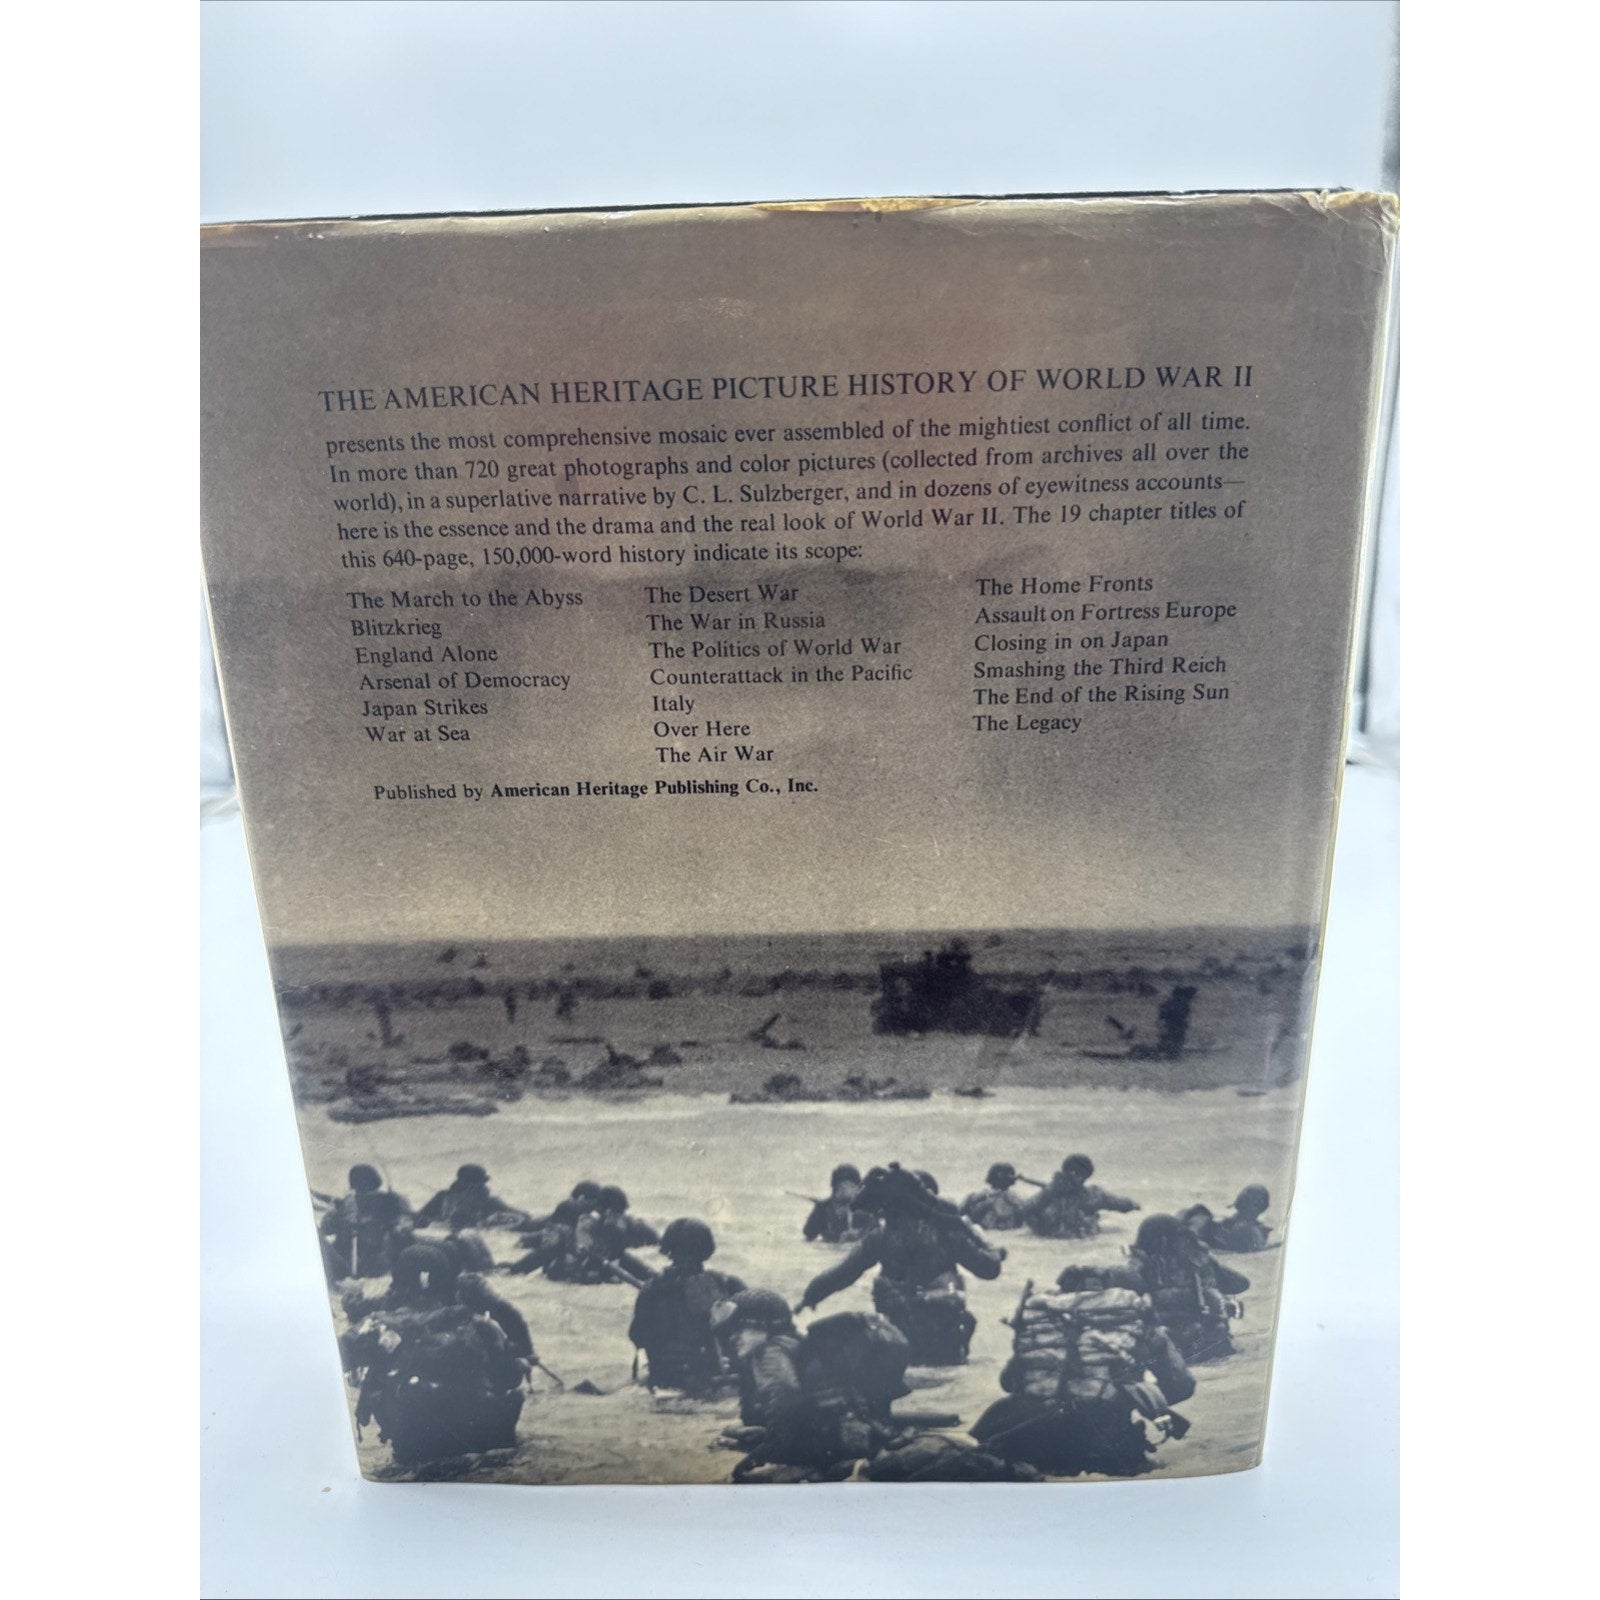 THE AMERICAN HERITAGE PICTURE HISTORY OF WORLD WAR II
presents the most comprehensive mosaic ever assembled of the mightiest conflict of all time.
In more than 720 great photographs and color pictures (collected from archives all over the
world), in a superlative narrative by C. L. Sulzberger, and in dozens of eyewitness accounts—
here is the essence and the drama and the real look of World War II. The 19 chapter titles of
this 640-page, 150,000-word history indicate its scope:
The March to the Abyss
Blitzkrieg
England Alone
Arsenal of Democracy
Japan Strikes
War at Sea
The Desert War
The War in Russia
The Politics of World War
Counterattack in the Pacific
Italy
Over Here
The Air War
The Home Fronts
Assault on Fortress Europe
Closing in on Japan
Smashing the Third Reich
The End of the Rising Sun
The Legacy
Published by American Heritage Publishing Co., Inc.